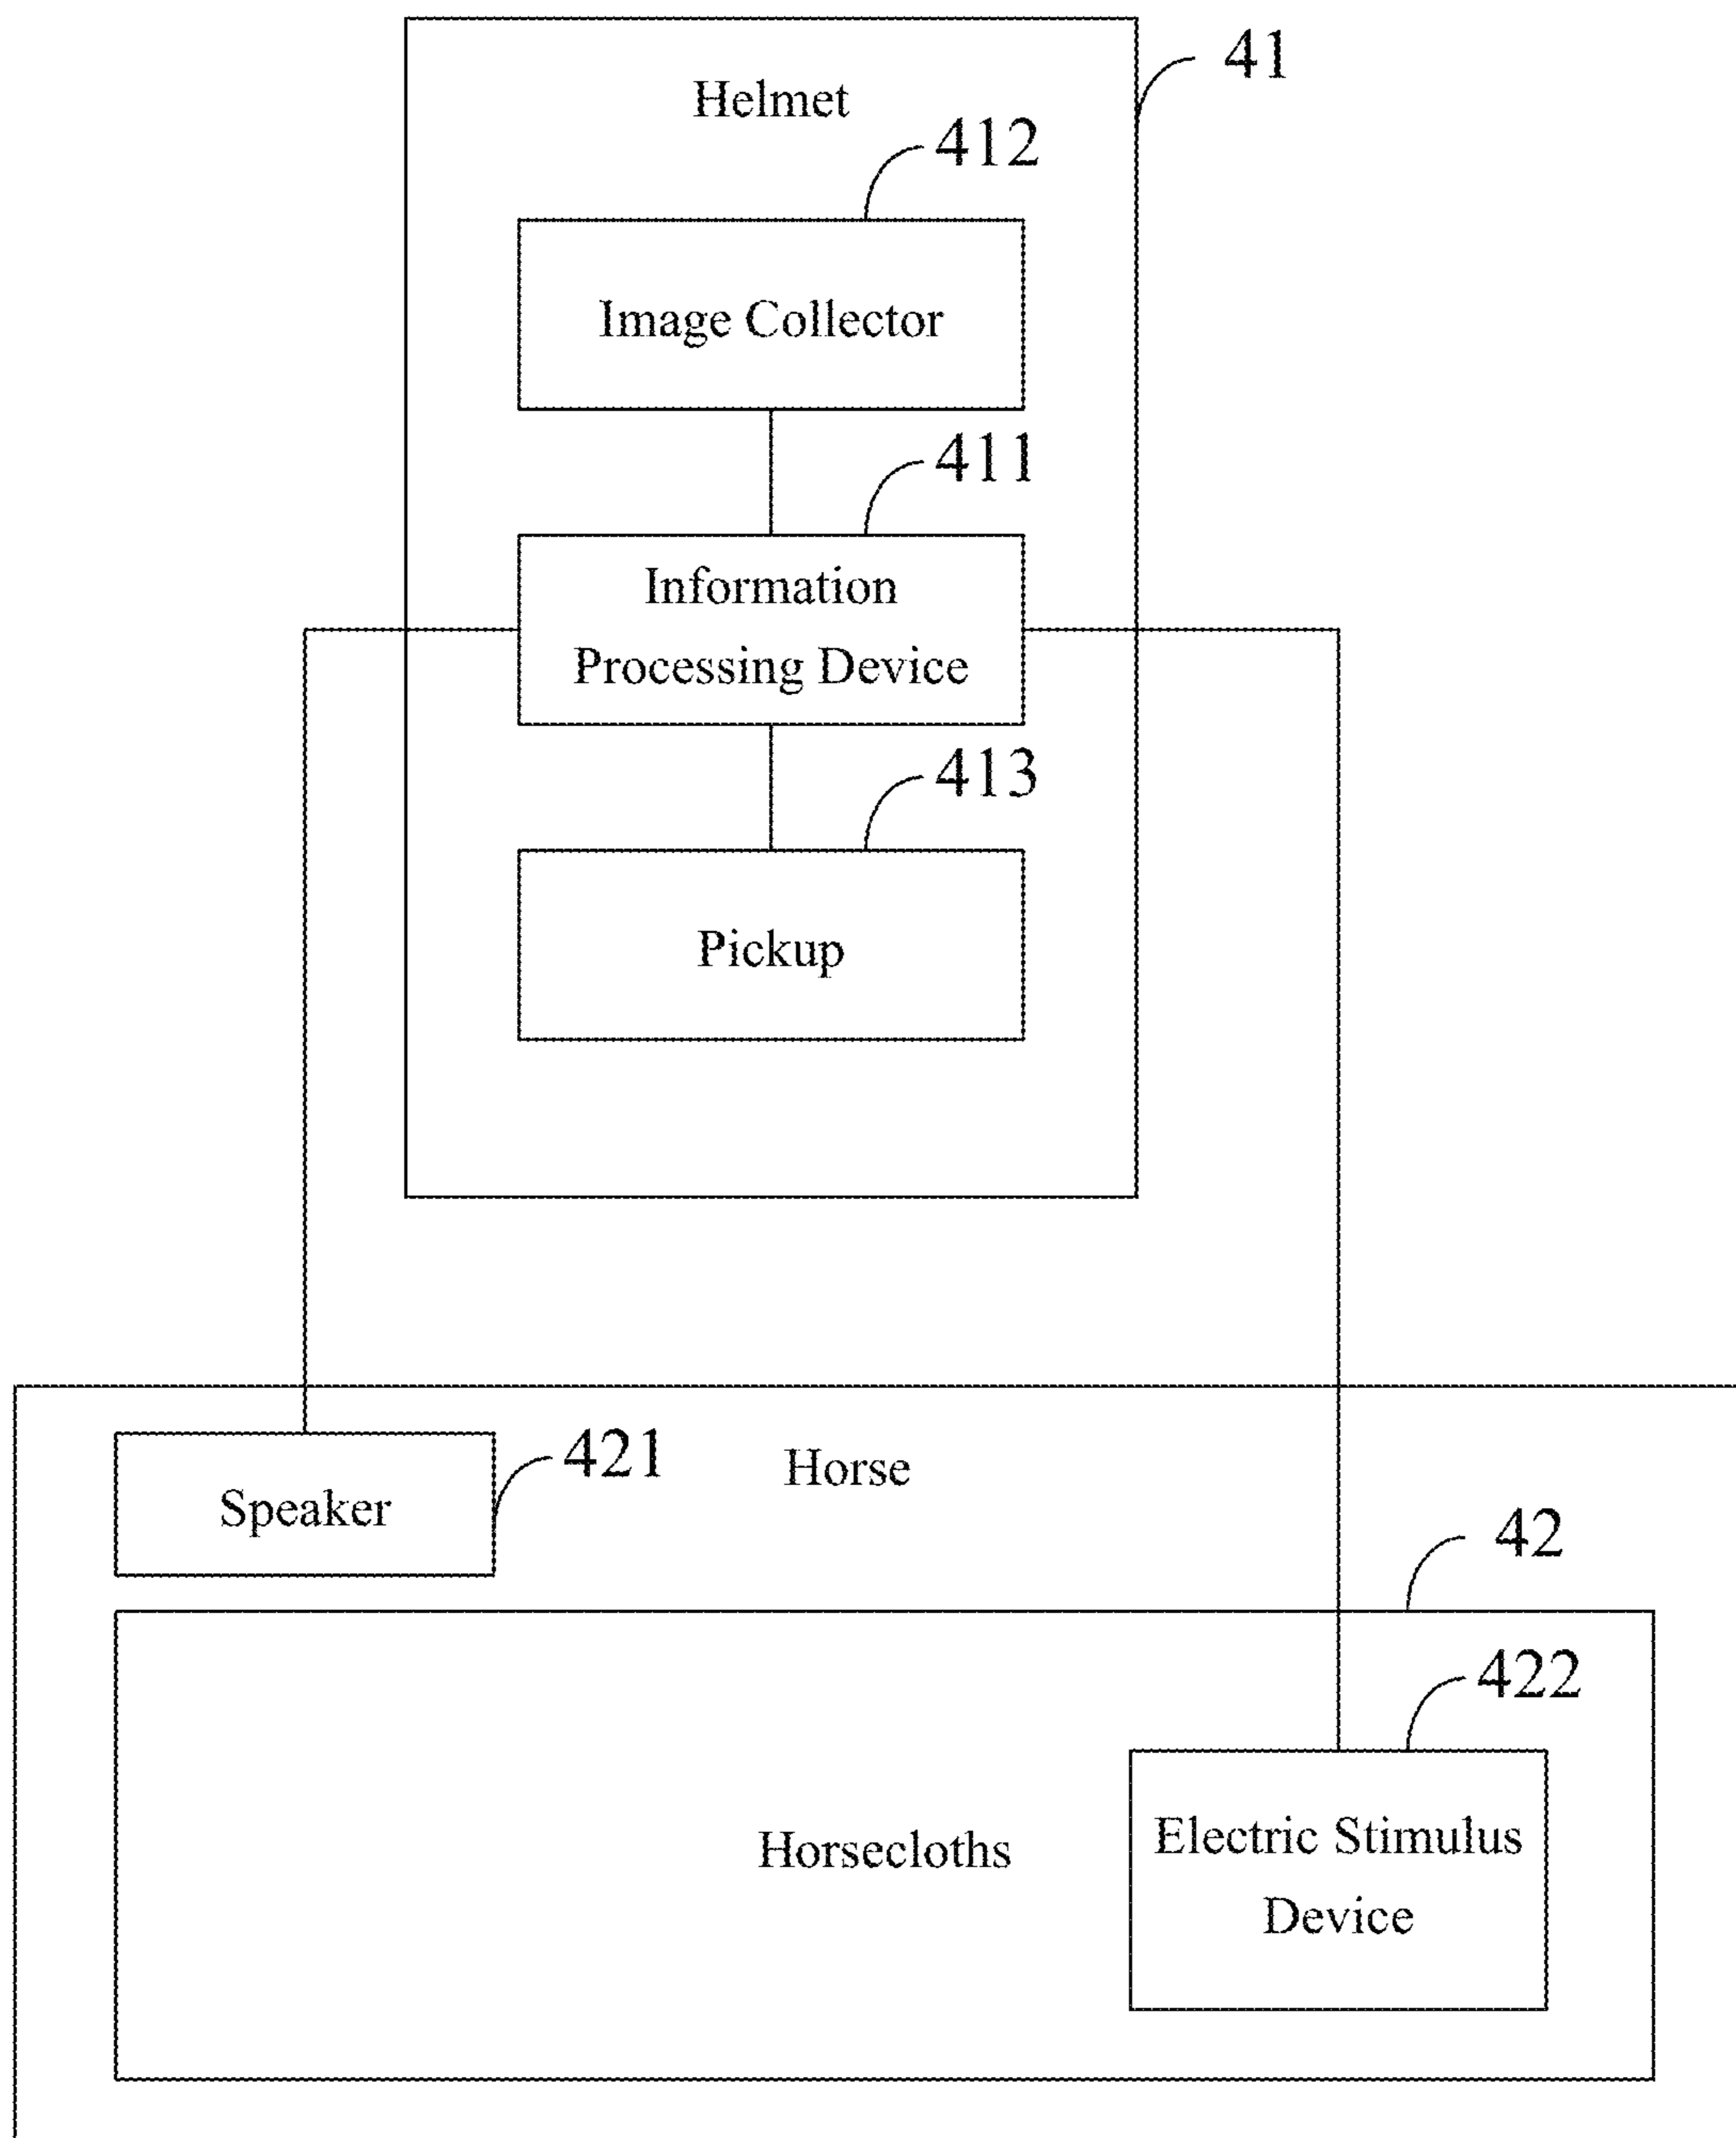 41
Helmet
412
Image Collector
411
Information
Processing Device
413
Pickup
421
Horse
Speaker
42
422
Electric Stimulus
Horsecloths
Device